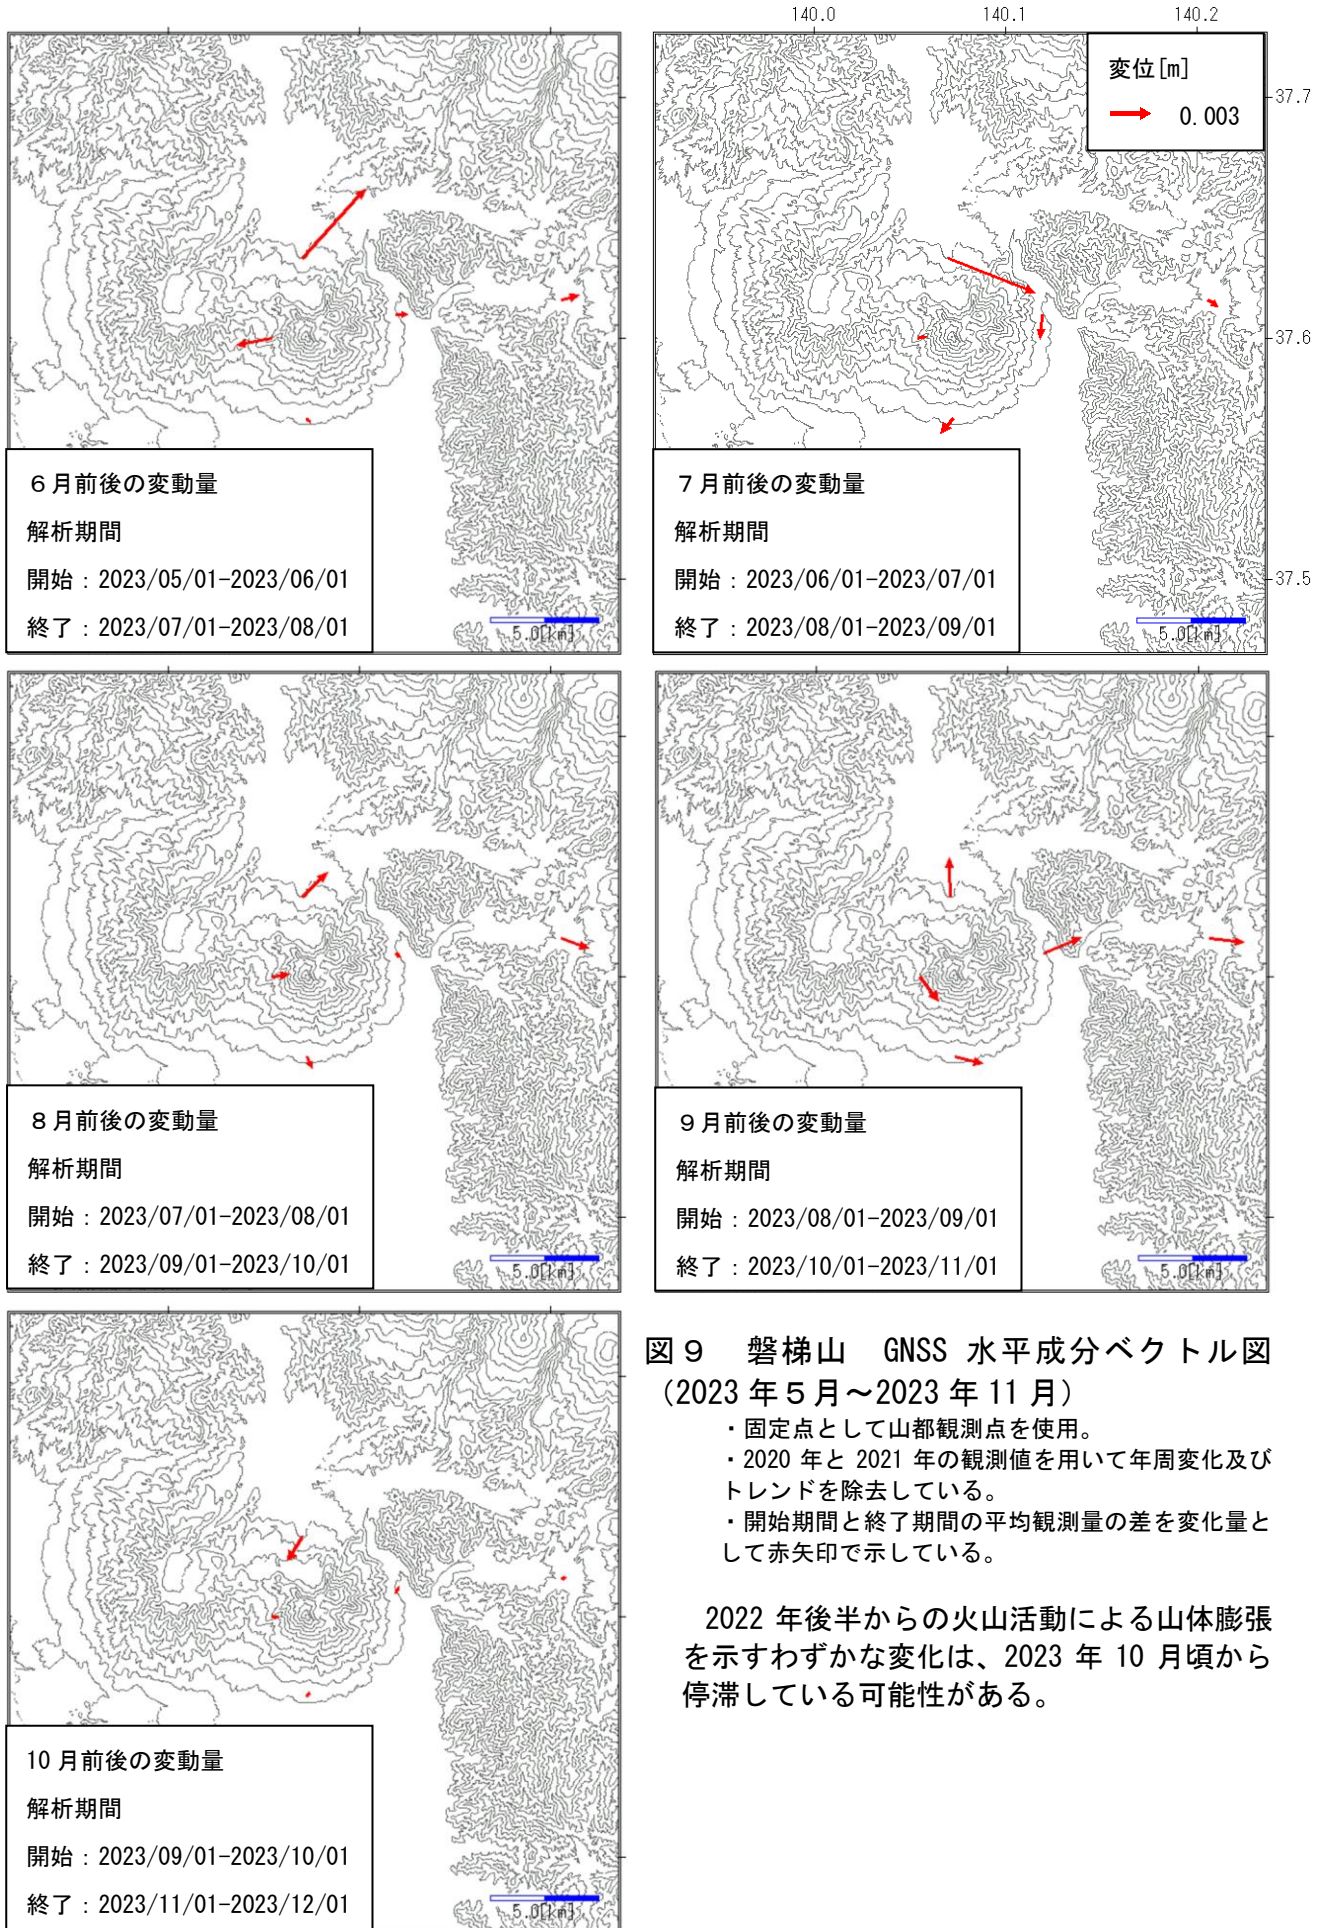 140.0 140.1 140.2
変位[m]
0.003
37.7
37.6
37.5
６月前後の変動量
解析期間
開始：2023/05/01-2023/06/01
終了：2023/07/01-2023/08/01
5.0[km]
７月前後の変動量
解析期間
開始：2023/06/01-2023/07/01
終了：2023/08/01-2023/09/01
5.0[km]
８月前後の変動量
解析期間
開始：2023/07/01-2023/08/01
終了：2023/09/01-2023/10/01
5.0[km]
９月前後の変動量
解析期間
開始：2023/08/01-2023/09/01
終了：2023/10/01-2023/11/01
5.0[km]
10月前後の変動量
解析期間
開始：2023/09/01-2023/10/01
終了：2023/11/01-2023/12/01
5.0[km]
図９　磐梯山　GNSS 水平成分ベクトル図
（2023 年５月～2023 年 11 月）
・固定点として山都観測点を使用。
・2020 年と 2021 年の観測値を用いて年周変化及び
トレンドを除去している。
・開始期間と終了期間の平均観測量の差を変化量と
して赤矢印で示している。
2022 年後半からの火山活動による山体膨張
を示すわずかな変化は、2023 年 10 月頃から
停滞している可能性がある。